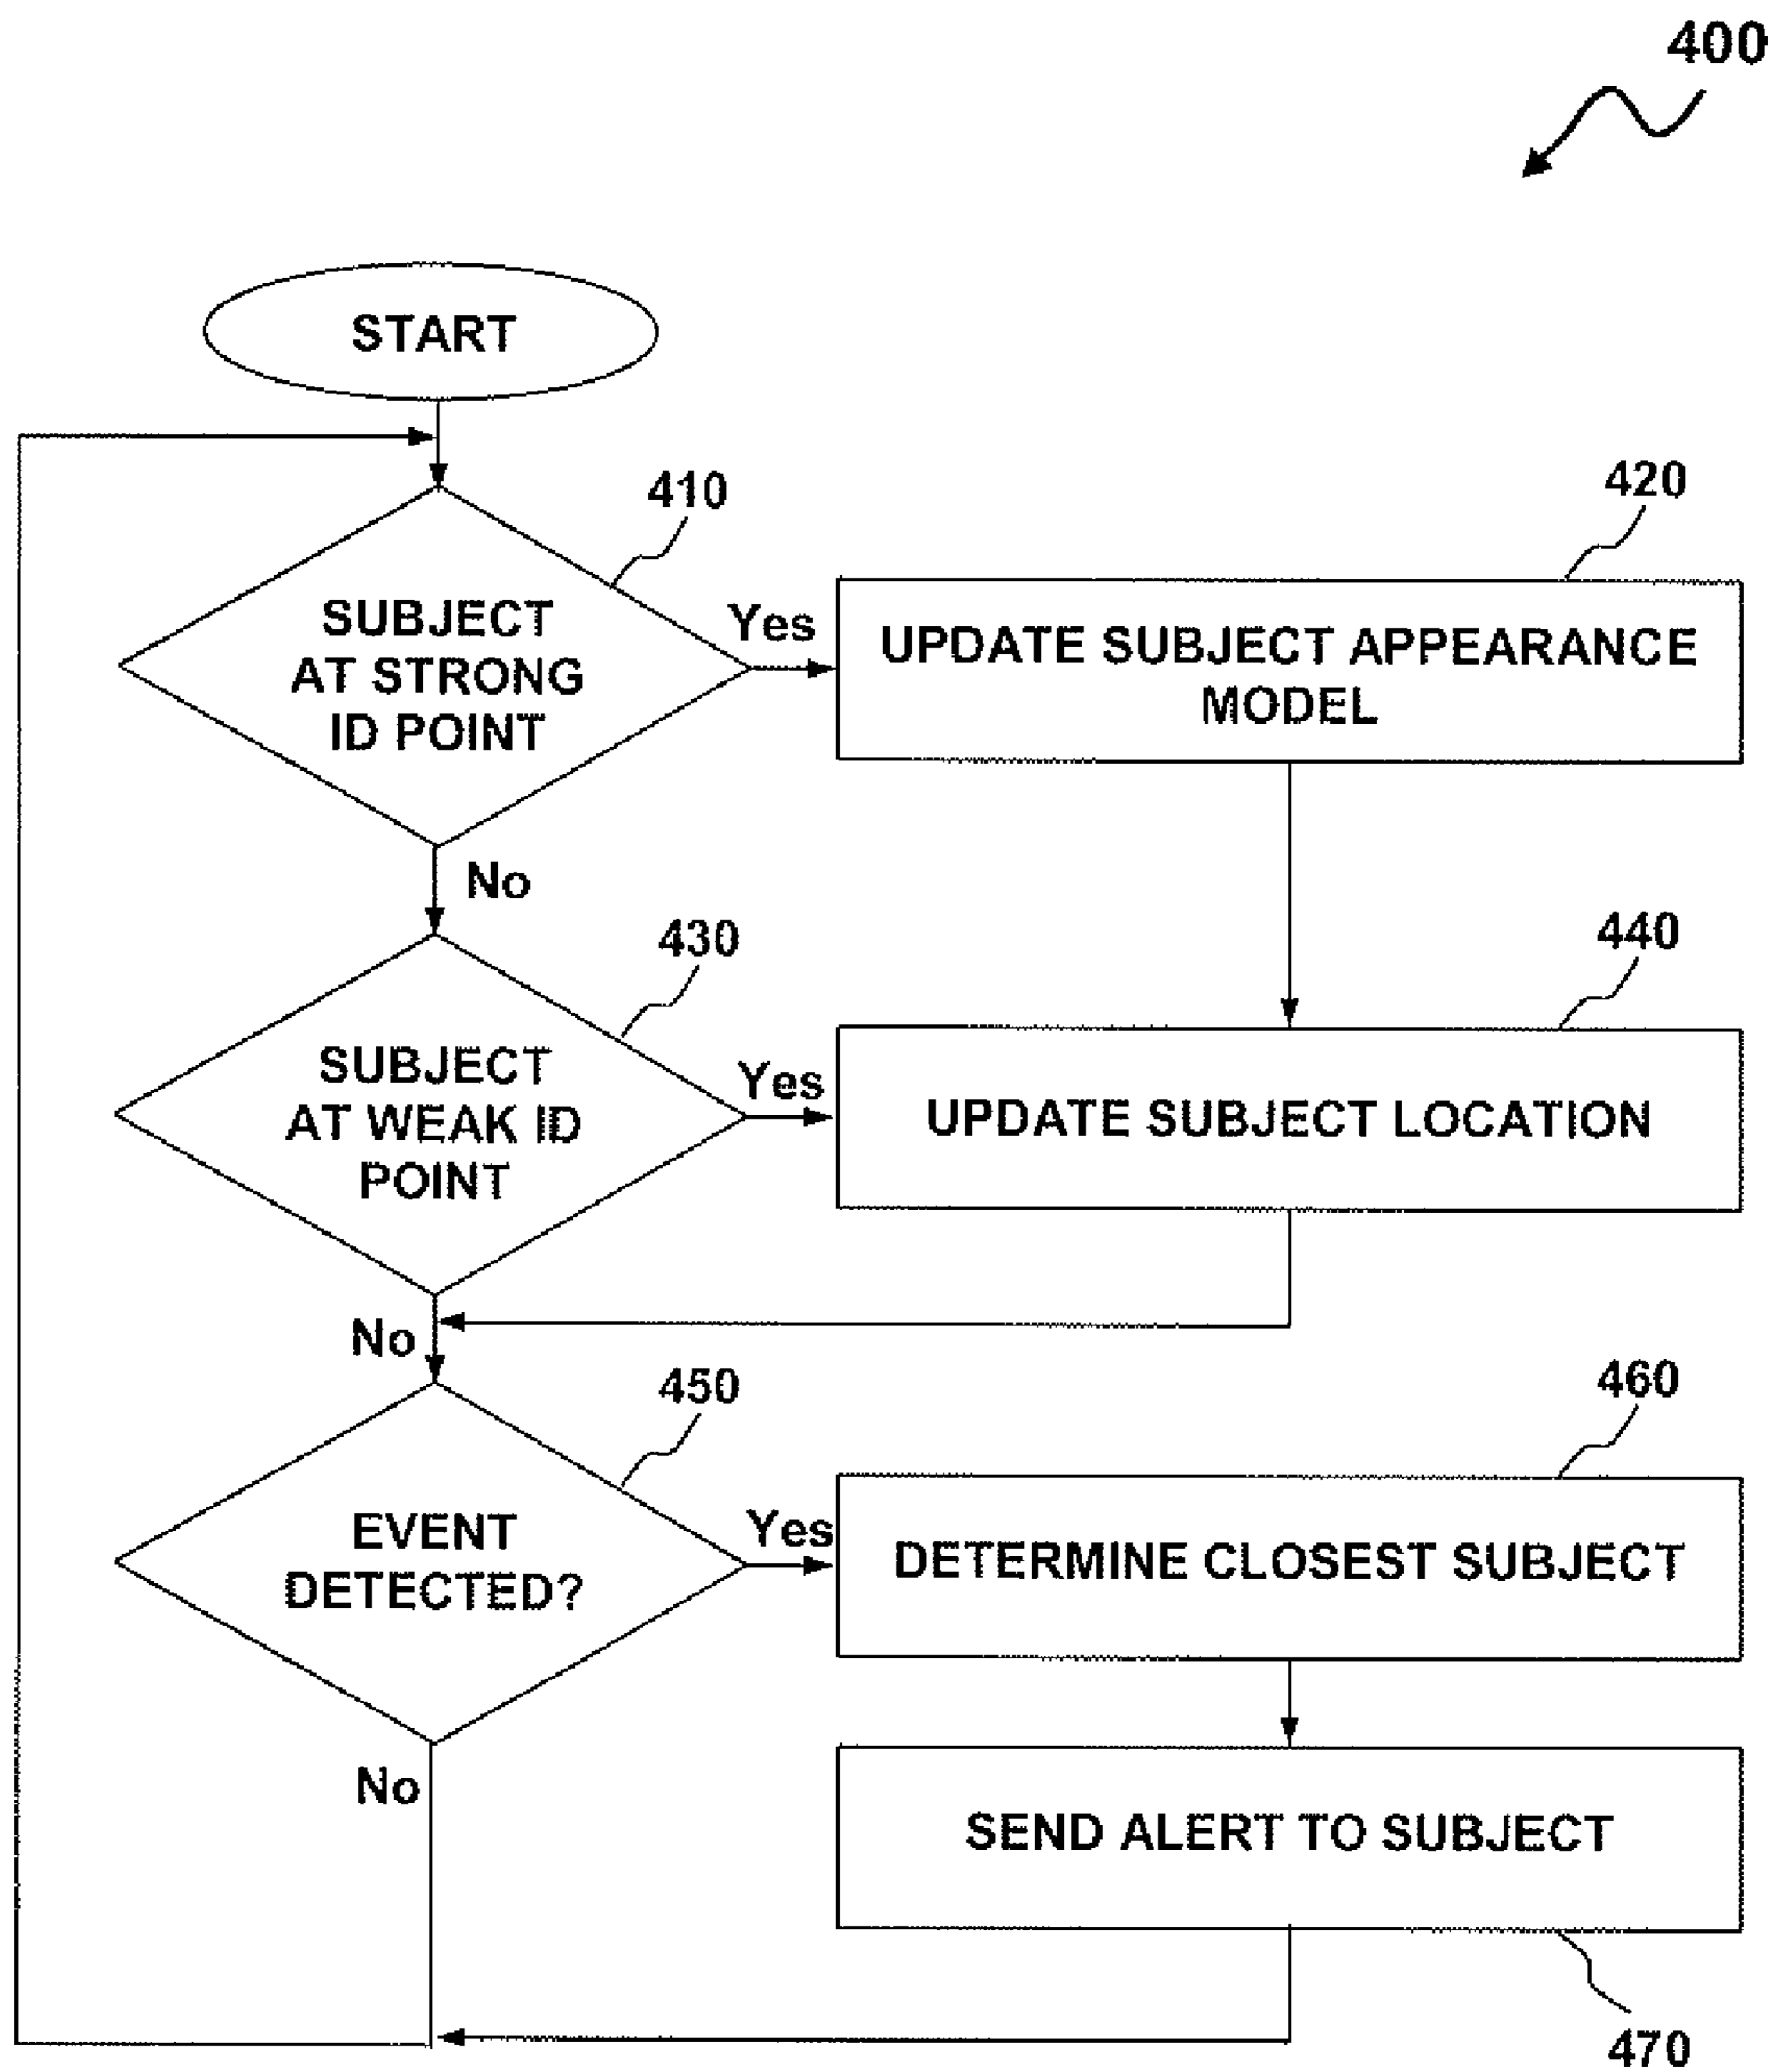 400
START
410
SUBJECT
AT STRONG
ID POINT
Yes
420
UPDATE SUBJECT APPEARANCE
MODEL
No
430
SUBJECT
AT WEAK ID
POINT
Yes
440
UPDATE SUBJECT LOCATION
No
450
EVENT
DETECTED?
Yes
460
DETERMINE CLOSEST SUBJECT
No
SEND ALERT TO SUBJECT
470